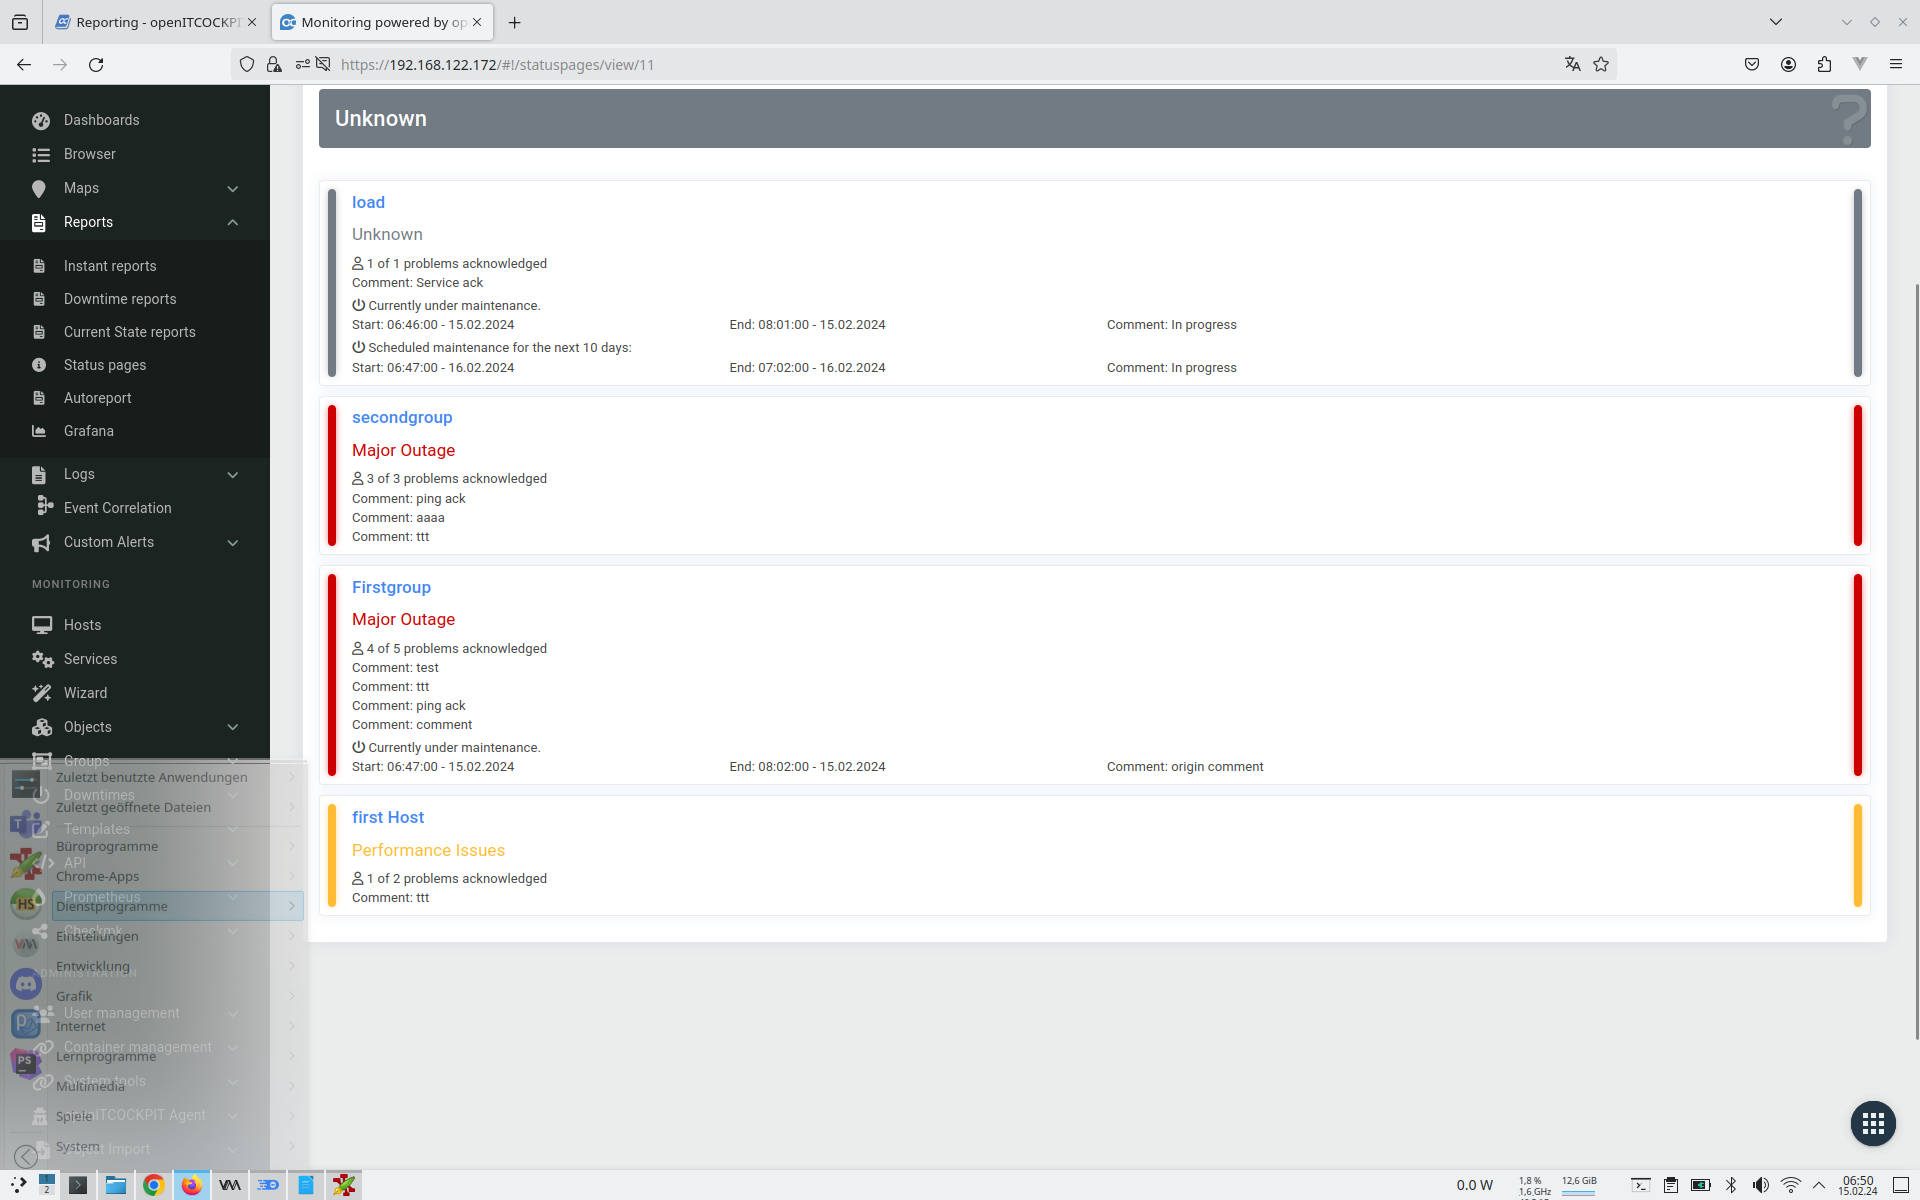 Reporting - openITCOCKPI
Monitoring powered by op
https://192.168.122.172/#!/statuspages/view/11
Dashboards
Browser
Maps
Reports
Instant reports
Downtime reports
Current State reports
Status pages
Autoreport
Grafana
Logs
Event Correlation
Custom Alerts
MONITORING
Hosts
Services
Wizard
Objects
Groups
Zuletzt benutzte Anwendungen
Downtimes
Zuletzt geöffnete Dateien
Templates
Büroprogramme
API
Chrome-Apps
Prometheus
Dienstprogramme
Checkmk
Einstellungen
Entwicklung
ADMINISTRATION
Grafik
User management
Internet
Container management
Lernprogramme
System tools
Multimedia
openITCOCKPIT Agent
Spiele
System
Import
Unknown
load
Unknown
1 of 1 problems acknowledged
Comment: Service ack
Currently under maintenance.
Start: 06:46:00 - 15.02.2024 End: 08:01:00 - 15.02.2024 Comment: In progress
Scheduled maintenance for the next 10 days:
Start: 06:47:00 - 16.02.2024 End: 07:02:00 - 16.02.2024 Comment: In progress
secondgroup
Major Outage
3 of 3 problems acknowledged
Comment: ping ack
Comment: aaaa
Comment: ttt
Firstgroup
Major Outage
4 of 5 problems acknowledged
Comment: test
Comment: ttt
Comment: ping ack
Comment: comment
Currently under maintenance.
Start: 06:47:00 - 15.02.2024 End: 08:02:00 - 15.02.2024 Comment: origin comment
first Host
Performance Issues
1 of 2 problems acknowledged
Comment: ttt
HS
PS
1
2
0.0 W
1,8 %
1,6 GHz
12,6 GiB
06:50
15.02.24